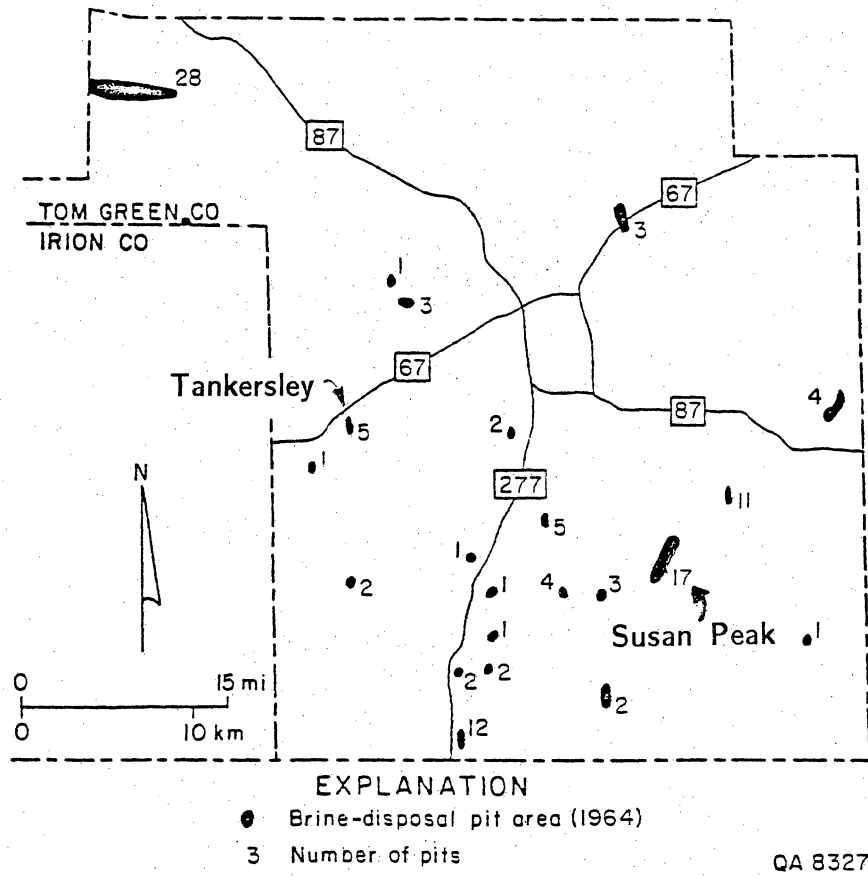 28
87
67
3
TOM GREEN CO
IRION CO
1
3
67
Tankersley
5
1
2
4
87
277
11
5
1
2
1
4
3
17
Susan Peak
1
1
2
2
2
12
N
0 15 mi
0 10 km
EXPLANATION
Brine-disposal pit area (1964)
3 Number of pits
QA 8327